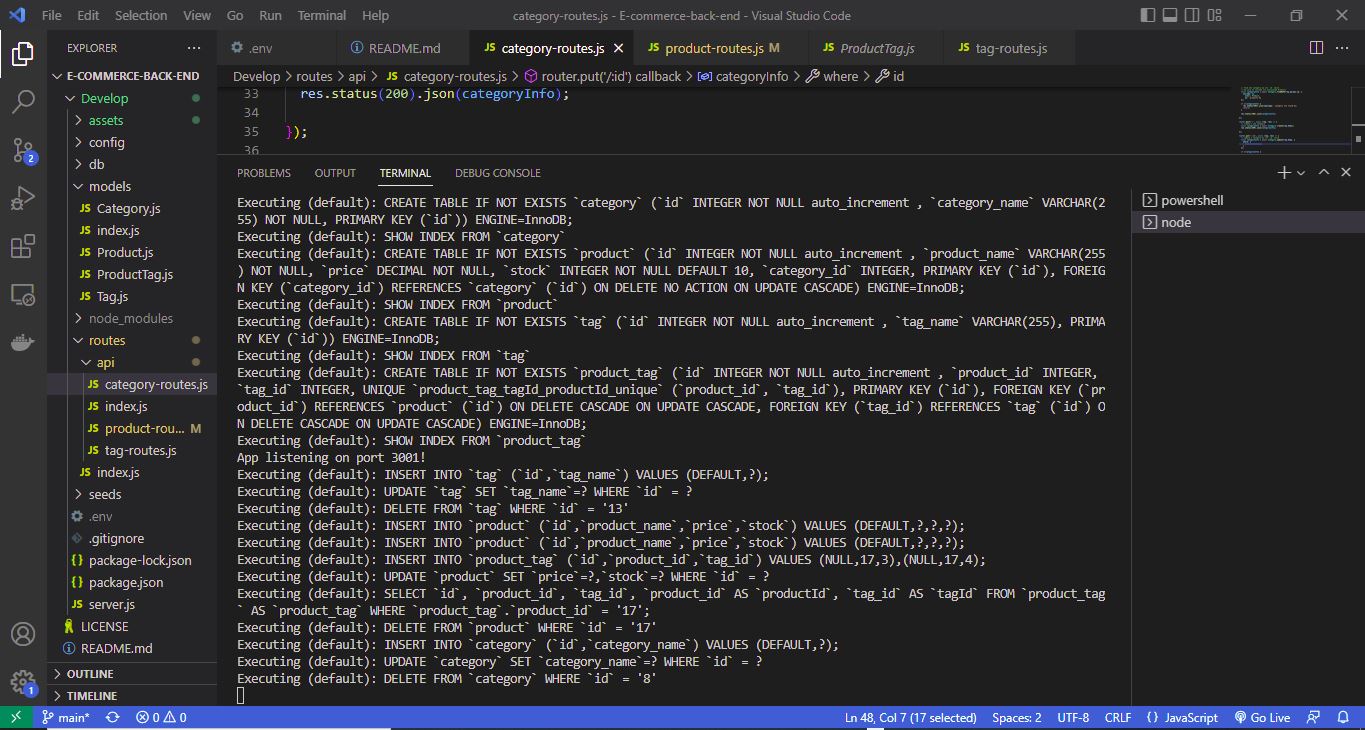 File Edit Selection View Go Run Terminal Help category-routes.js - E-commerce-back-end - Visual Studio Code
EXPLORER ...
.env README.md JS category-routes.js JS product-routes.js M JS ProductTag.js JS tag-routes.js
Develop > routes > api > JS category-routes.js > router.put('/:id') callback > categoryInfo > where > id
E-COMMERCE-BACK-END
Develop
assets
config
db
models
JS Category.js
JS index.js
JS Product.js
JS ProductTag.js
JS Tag.js
node_modules
routes
api
JS category-routes.js
JS index.js
JS product-rou... M
JS tag-routes.js
JS index.js
seeds
.env
.gitignore
{} package-lock.json
{} package.json
JS server.js
LICENSE
README.md
OUTLINE
TIMELINE
2
1
33 res.status(200).json(categoryInfo);
34
35 });
36
PROBLEMS OUTPUT TERMINAL DEBUG CONSOLE
powershell
node
Executing (default): CREATE TABLE IF NOT EXISTS `category` (`id` INTEGER NOT NULL auto_increment , `category_name` VARCHAR(2
55) NOT NULL, PRIMARY KEY (`id`)) ENGINE=InnoDB;
Executing (default): SHOW INDEX FROM `category`
Executing (default): CREATE TABLE IF NOT EXISTS `product` (`id` INTEGER NOT NULL auto_increment , `product_name` VARCHAR(255
) NOT NULL, `price` DECIMAL NOT NULL, `stock` INTEGER NOT NULL DEFAULT 10, `category_id` INTEGER, PRIMARY KEY (`id`), FOREIG
N KEY (`category_id`) REFERENCES `category` (`id`) ON DELETE NO ACTION ON UPDATE CASCADE) ENGINE=InnoDB;
Executing (default): SHOW INDEX FROM `product`
Executing (default): CREATE TABLE IF NOT EXISTS `tag` (`id` INTEGER NOT NULL auto_increment , `tag_name` VARCHAR(255), PRIMA
RY KEY (`id`)) ENGINE=InnoDB;
Executing (default): SHOW INDEX FROM `tag`
Executing (default): CREATE TABLE IF NOT EXISTS `product_tag` (`id` INTEGER NOT NULL auto_increment , `product_id` INTEGER,
`tag_id` INTEGER, UNIQUE `product_tag_tagId_productId_unique` (`product_id`, `tag_id`), PRIMARY KEY (`id`), FOREIGN KEY (`pr
oduct_id`) REFERENCES `product` (`id`) ON DELETE CASCADE ON UPDATE CASCADE, FOREIGN KEY (`tag_id`) REFERENCES `tag` (`id`) O
N DELETE CASCADE ON UPDATE CASCADE) ENGINE=InnoDB;
Executing (default): SHOW INDEX FROM `product_tag`
App listening on port 3001!
Executing (default): INSERT INTO `tag` (`id`,`tag_name`) VALUES (DEFAULT,?);
Executing (default): UPDATE `tag` SET `tag_name`=? WHERE `id` = ?
Executing (default): DELETE FROM `tag` WHERE `id` = '13'
Executing (default): INSERT INTO `product` (`id`,`product_name`,`price`,`stock`) VALUES (DEFAULT,?,?,?);
Executing (default): INSERT INTO `product` (`id`,`product_name`,`price`,`stock`) VALUES (DEFAULT,?,?,?);
Executing (default): INSERT INTO `product_tag` (`id`,`product_id`,`tag_id`) VALUES (NULL,17,3),(NULL,17,4);
Executing (default): UPDATE `product` SET `price`=?,`stock`=? WHERE `id` = ?
Executing (default): SELECT `id`, `product_id`, `tag_id`, `product_id` AS `productId`, `tag_id` AS `tagId` FROM `product_tag
` AS `product_tag` WHERE `product_tag`.`product_id` = '17';
Executing (default): DELETE FROM `product` WHERE `id` = '17'
Executing (default): INSERT INTO `category` (`id`,`category_name`) VALUES (DEFAULT,?);
Executing (default): UPDATE `category` SET `category_name`=? WHERE `id` = ?
Executing (default): DELETE FROM `category` WHERE `id` = '8'
main* 0 0 Ln 48, Col 7 (17 selected) Spaces: 2 UTF-8 CRLF {} JavaScript Go Live